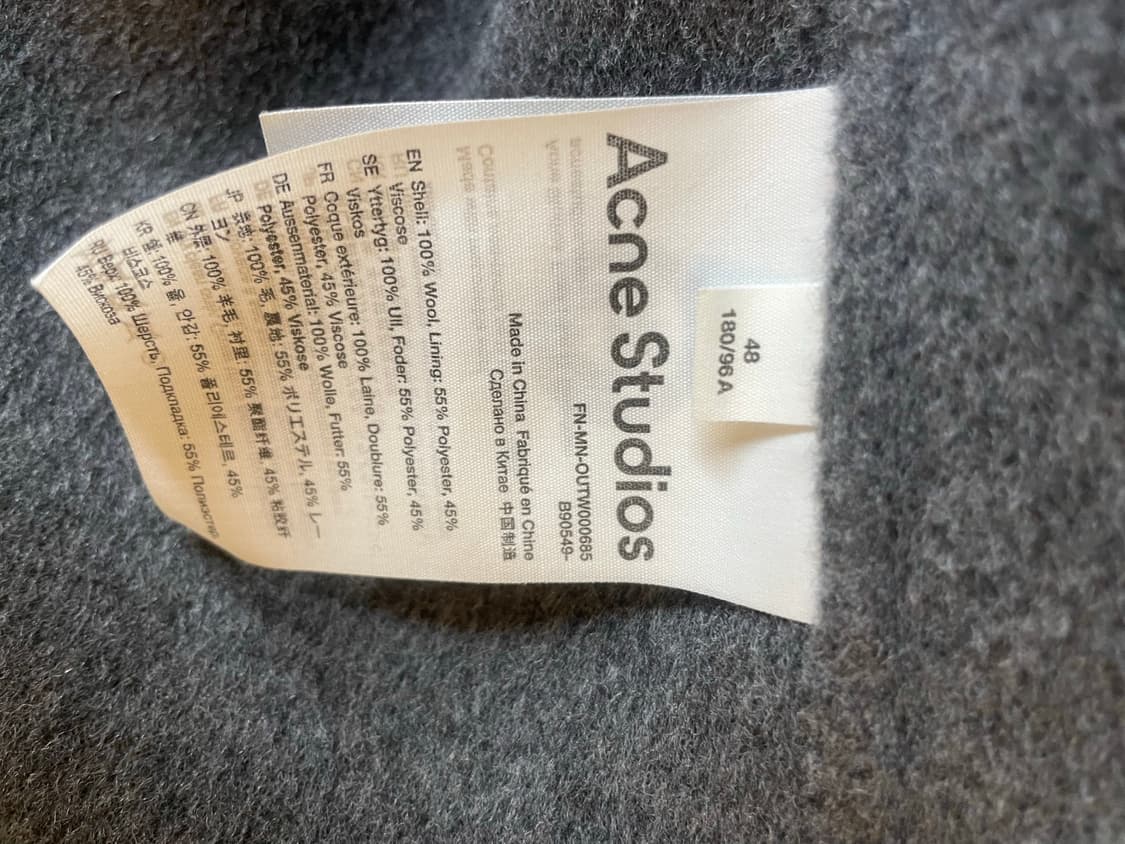 48
180/96A
Acne Studios
FN-MN-OUTW000685
B90549-
Made in China Fabriqué en Chine
Сделано в Китае 中国制造
EN Shell: 100% Wool, Lining: 55% Polyester, 45%
Viscose
SE Yttertyg: 100% Ull, Foder: 55% Polyester, 45%
Viskos
FR Coque extérieure: 100% Laine, Doublure: 55%
Polyester, 45% Viscose
DE Aussenmaterial: 100% Wolle, Futter: 55%
Polyester, 45% Viskose
JP 表地: 100% 毛, 裏地: 55% ポリエステル, 45% レー
ヨン
CN 外层: 100% 羊毛, 衬里: 55% 聚酯纤维, 45% 粘胶纤
维
KR 겉: 100% 울, 안감: 55% 폴리에스테르, 45%
비스코스
RU Верх: 100% Шерсть, Подкладка: 55% Полиэстер,
45% Вискоза